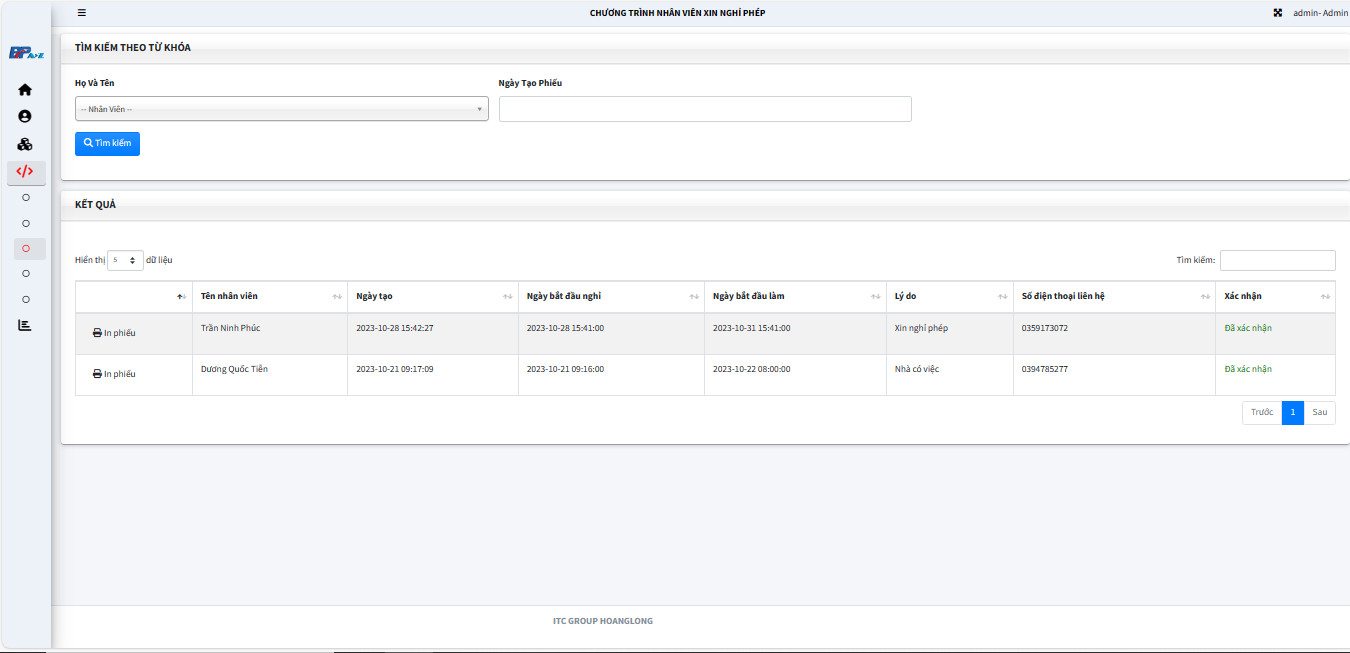 CHƯƠNG TRÌNH NHÂN VIÊN XIN NGHỈ PHÉP
admin- Admin
TÌM KIẾM THEO TỪ KHÓA
Họ Và Tên
Ngày Tạo Phiếu
-- Nhân Viên --
Tìm kiếm
KẾT QUẢ
Hiển thị 5 dữ liệu
Tìm kiếm:
Tên nhân viên Ngày tạo Ngày bắt đầu nghỉ Ngày bắt đầu làm Lý do Số điện thoại liên hệ Xác nhận
In phiếu Trần Ninh Phúc 2023-10-28 15:42:27 2023-10-28 15:41:00 2023-10-31 15:41:00 Xin nghỉ phép 0359173072 Đã xác nhận
In phiếu Dương Quốc Tiễn 2023-10-21 09:17:09 2023-10-21 09:16:00 2023-10-22 08:00:00 Nhà có việc 0394785277 Đã xác nhận
Trước 1 Sau
ITC GROUP HOANGLONG